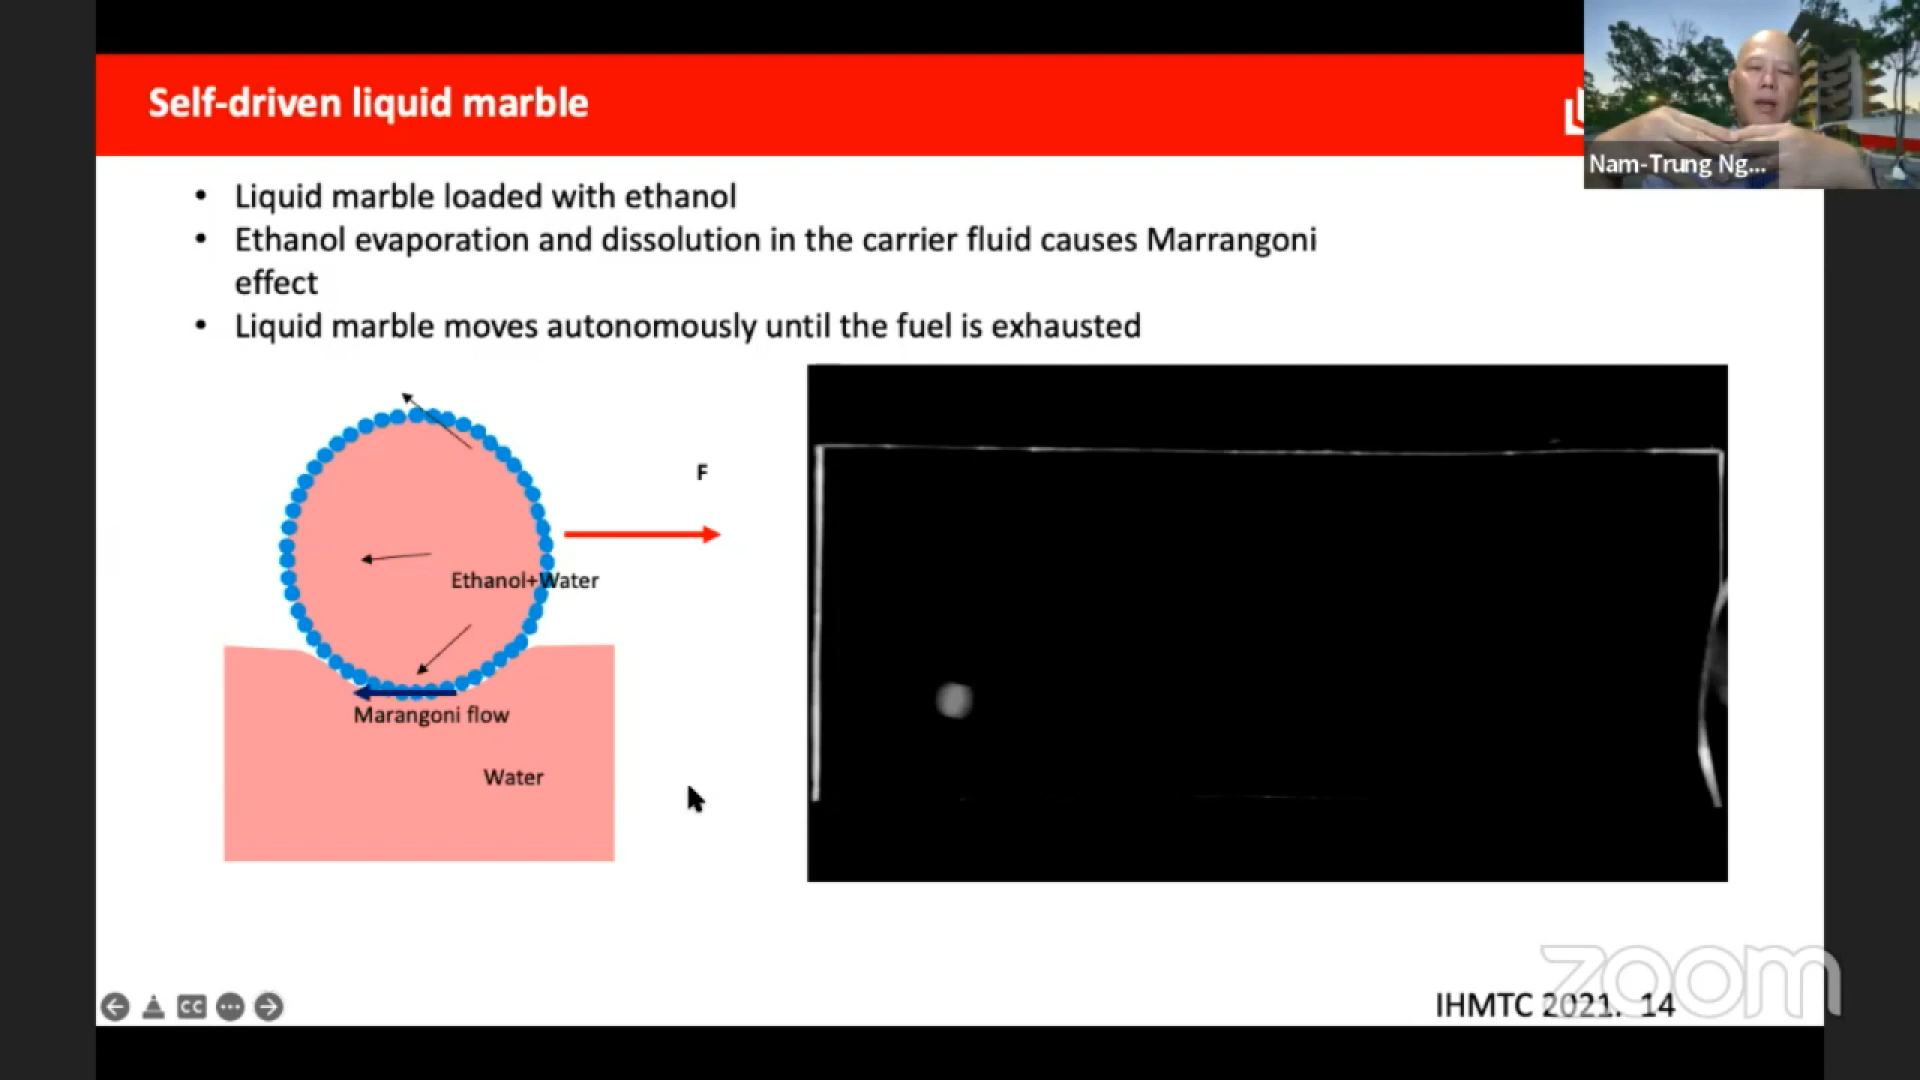 Self-driven liquid marble
Nam-Trung Ng...
• Liquid marble loaded with ethanol
• Ethanol evaporation and dissolution in the carrier fluid causes Marrangoni
effect
• Liquid marble moves autonomously until the fuel is exhausted
F
Ethanol+Water
Marangoni flow
Water
zoom
CC
IHMTC 2021. 14